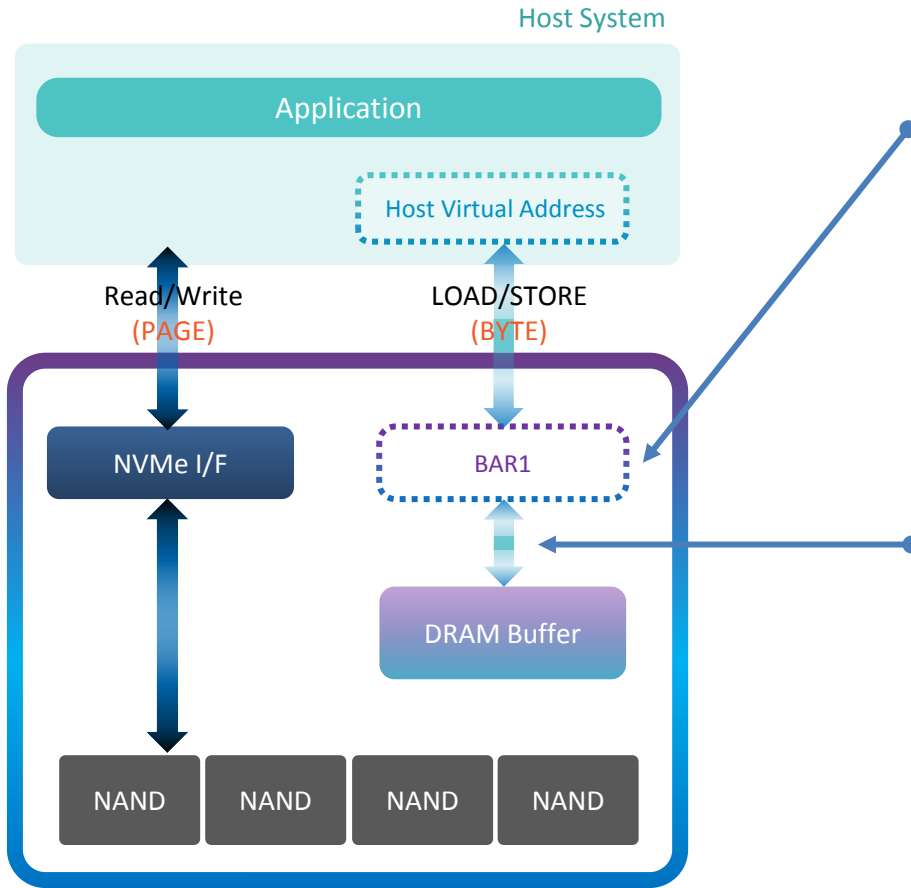 Host System
Application
Host Virtual Address
Read/Write
(PAGE)
LOAD/STORE
(BYTE)
NVMe I/F
BAR1
DRAM Buffer
NAND
NAND
NAND
NAND